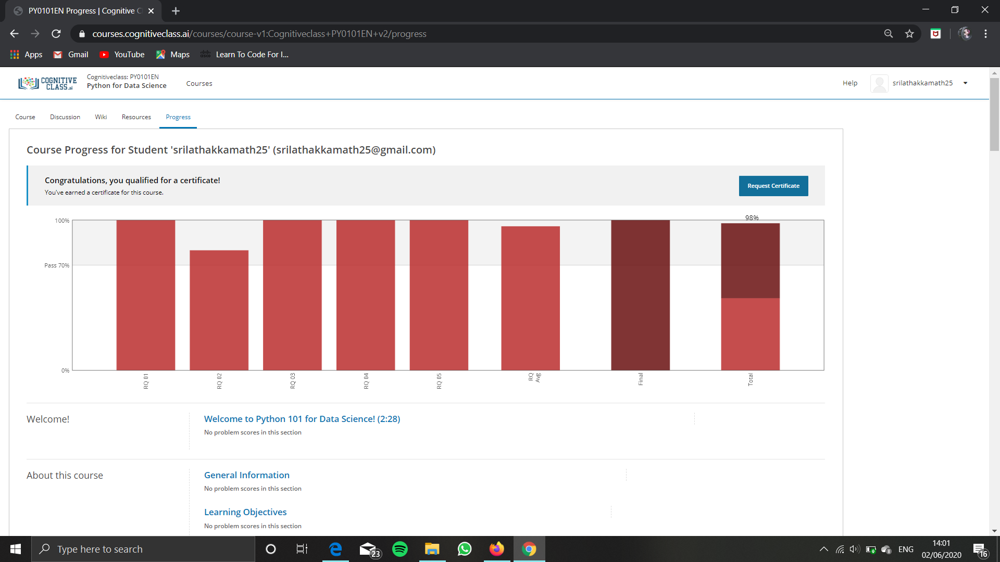 PY0101EN Progress | Cognitive C
courses.cognitiveclass.ai/courses/course-v1:Cognitiveclass+PY0101EN+v2/progress
Apps Gmail YouTube Maps Learn To Code For I...
COGNITIVE
CLASS.ai
Cognitiveclass: PY0101EN
Python for Data Science
Courses
Help
srilathakkamath25
Course Discussion Wiki Resources Progress
Course Progress for Student 'srilathakkamath25' (srilathakkamath25@gmail.com)
Congratulations, you qualified for a certificate!
You've earned a certificate for this course.
Request Certificate
98%
100%
Pass 70%
0%
RQ 01
RQ 02
RQ 03
RQ 04
RQ 05
RQ
Avg
Final
Total
Welcome!
Welcome to Python 101 for Data Science! (2:28)
No problem scores in this section
About this course
General Information
No problem scores in this section
Learning Objectives
No problem scores in this section
Type here to search
23
ENG
14:01
02/06/2020
16